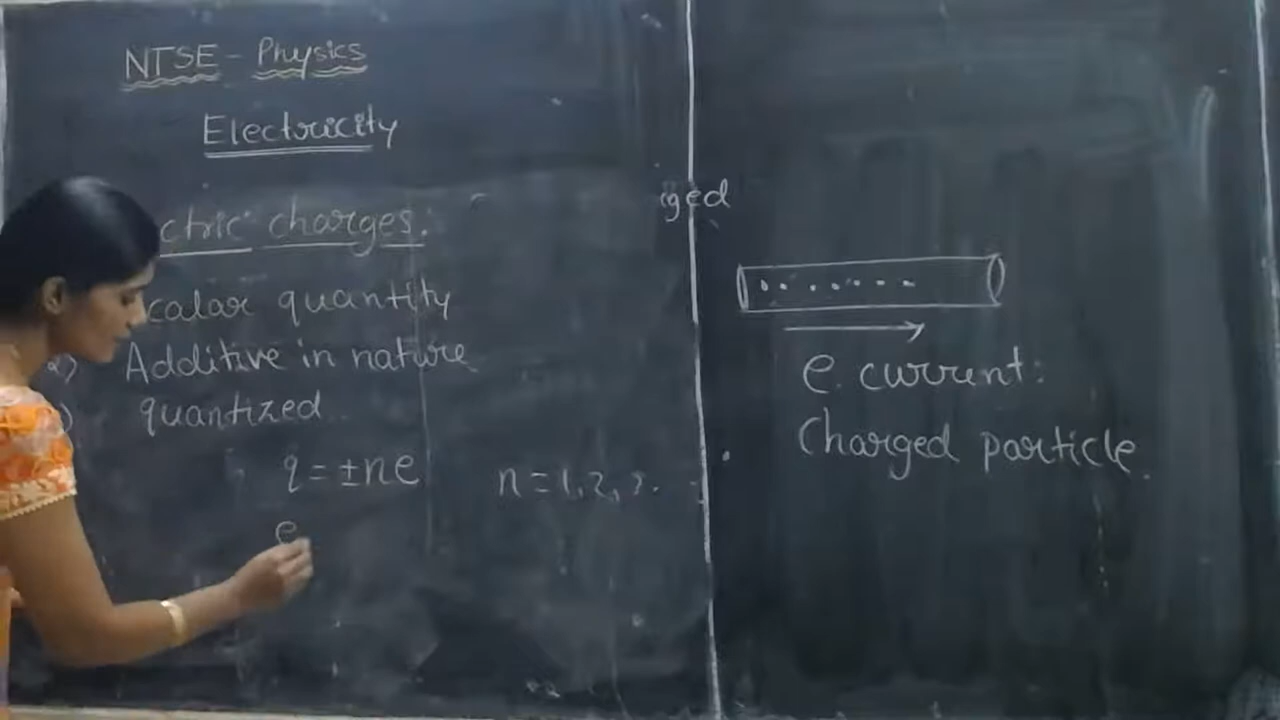 NTSE - Physics
Electricity
ctric charges.
calar quantity
Additive in nature
quantized
q = ±ne n = 1, 2, 3.
e
ged
e. current:
Charged particle.